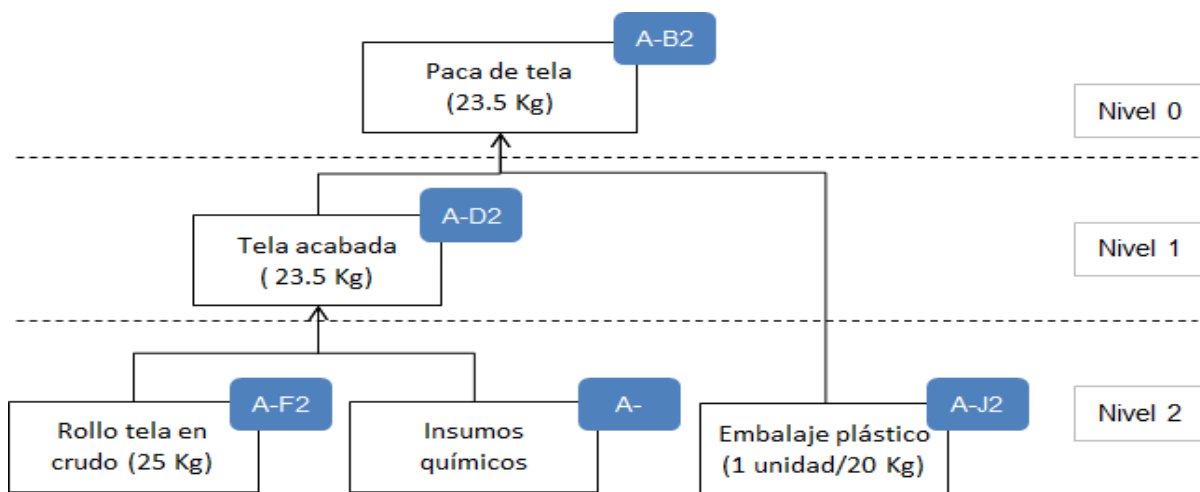 A-B2
Paca de tela
(23.5 Kg)
Nivel 0
A-D2
Tela acabada
( 23.5 Kg)
Nivel 1
A-F2
Rollo tela en
crudo (25 Kg)
A-
Insumos
químicos
A-J2
Embalaje plástico
(1 unidad/20 Kg)
Nivel 2